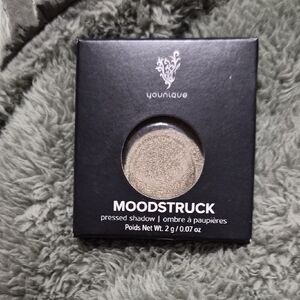 younique
MOODSTRUCK
pressed shadow | ombre à paupières
Poids Net Wt. 2 g / 0.07 oz